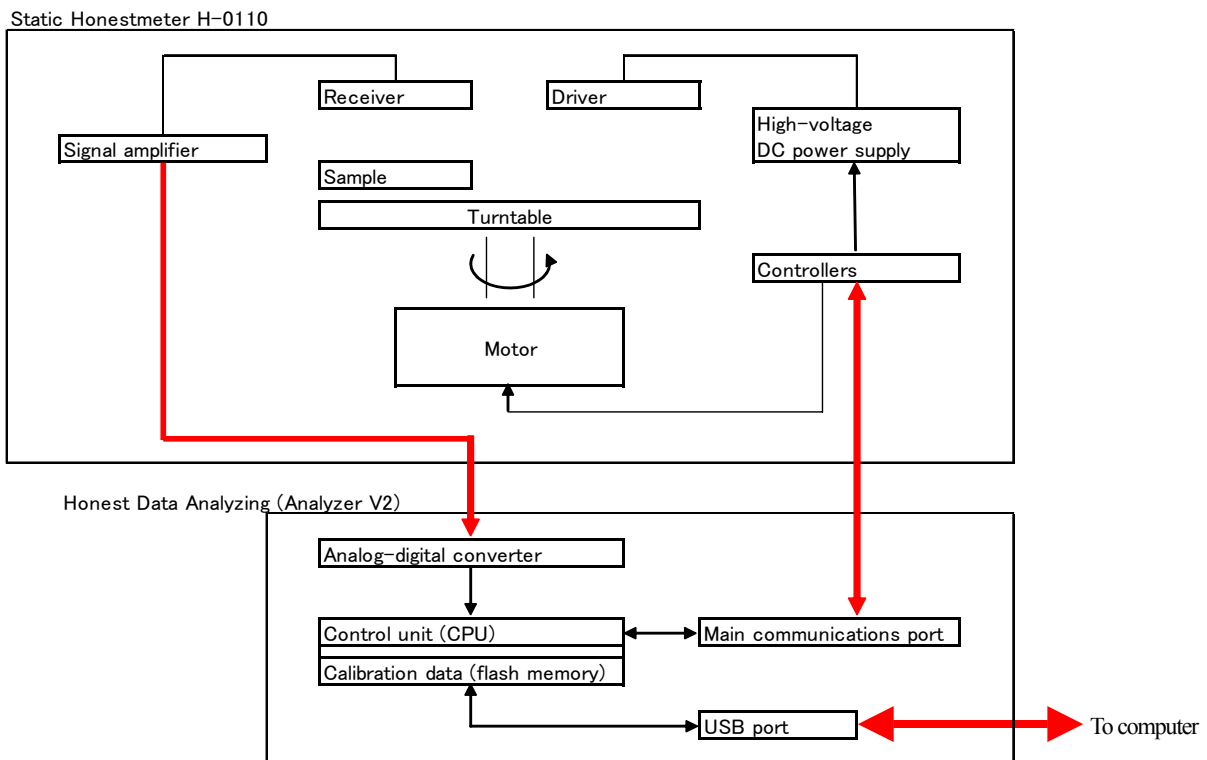 Static Honestmeter H-0110
Receiver
Driver
Signal amplifier
High-voltage
DC power supply
Sample
Turntable
Controllers
Motor
Honest Data Analyzing (Analyzer V2)
Analog-digital converter
Control unit (CPU)
Main communications port
Calibration data (flash memory)
USB port
To computer